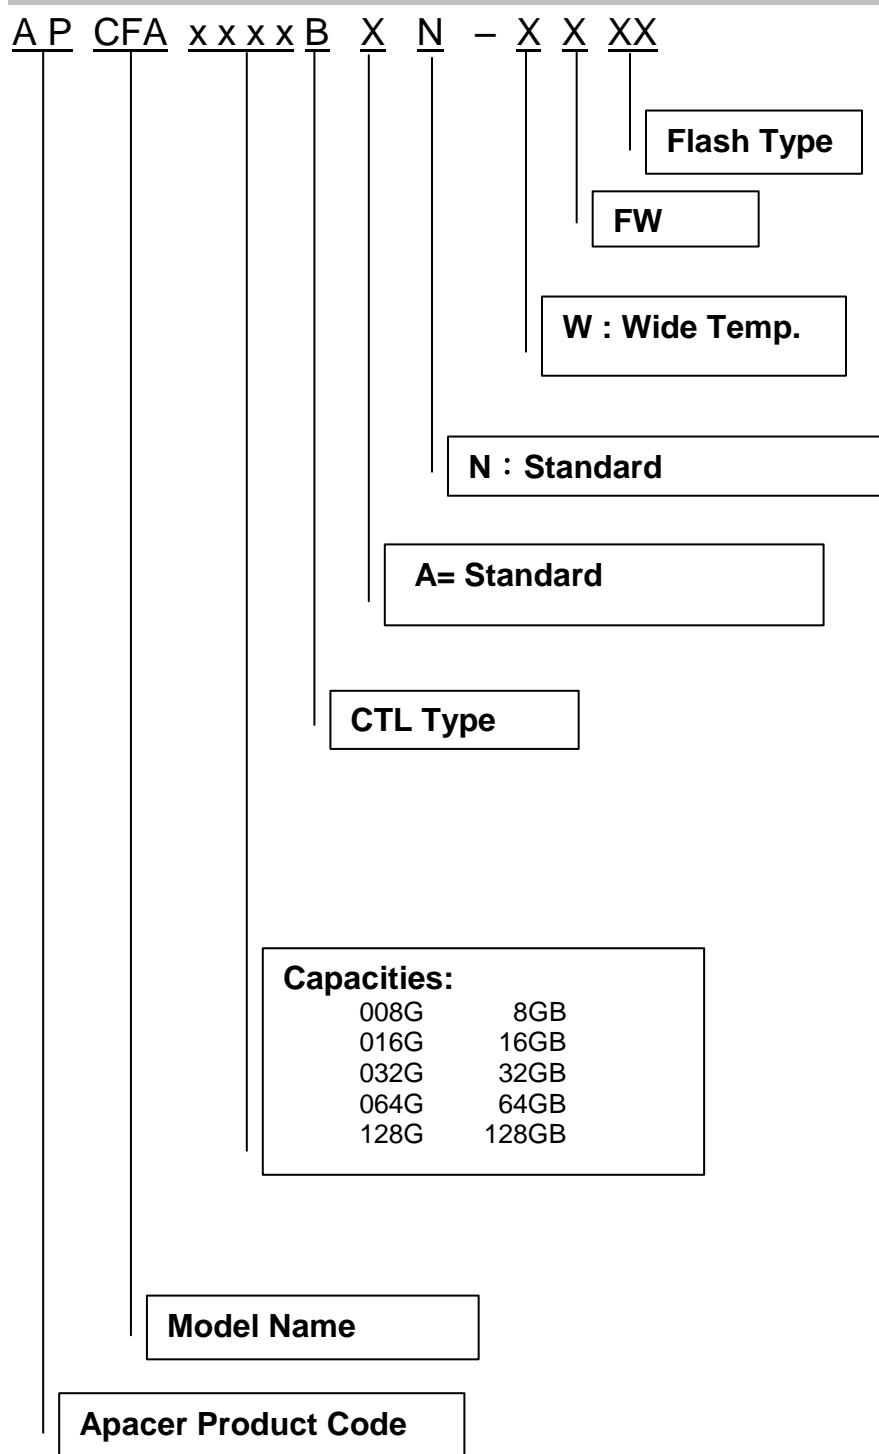 A P CFA x x x x B X N – X X XX
Flash Type
FW
W : Wide Temp.
N：Standard
A= Standard
CTL Type
Capacities:
008G 8GB
016G 16GB
032G 32GB
064G 64GB
128G 128GB
Model Name
Apacer Product Code